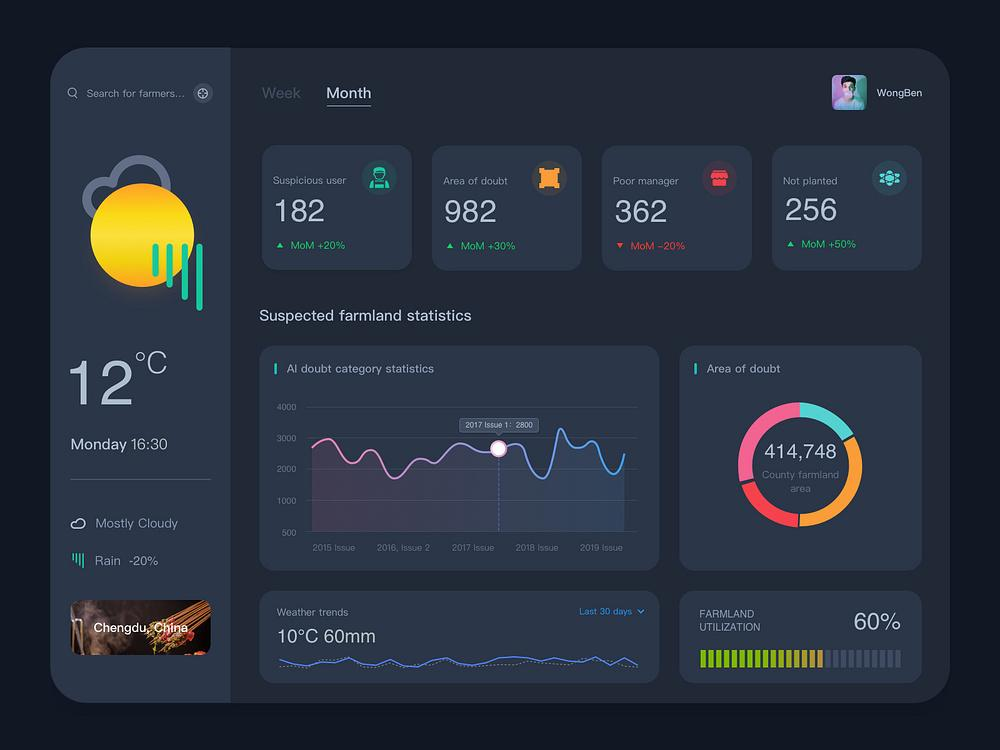 Search for farmers...
Week
Month
WongBen
12°C
Monday 16:30
Mostly Cloudy
Rain -20%
Chengdu, China
Suspicious user
182
MoM +20%
Area of doubt
982
MoM +30%
Poor manager
362
MoM -20%
Not planted
256
MoM +50%
Suspected farmland statistics
AI doubt category statistics
4000
3000
2000
1000
500
2017 Issue 1: 2800
2015 Issue
2016, Issue 2
2017 Issue
2018 Issue
2019 Issue
Area of doubt
414,748
County farmland
area
Weather trends
Last 30 days
10°C 60mm
FARMLAND
UTILIZATION
60%